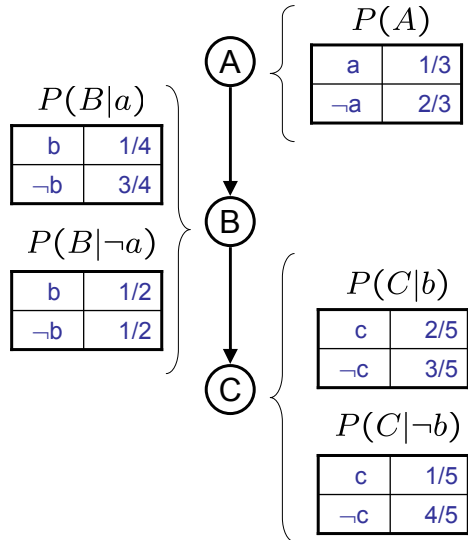 A
P(A)
a 1/3
¬a 2/3
P(B|a)
b 1/4
¬b 3/4
B
P(B|¬a)
b 1/2
¬b 1/2
C
P(C|b)
c 2/5
¬c 3/5
P(C|¬b)
c 1/5
¬c 4/5